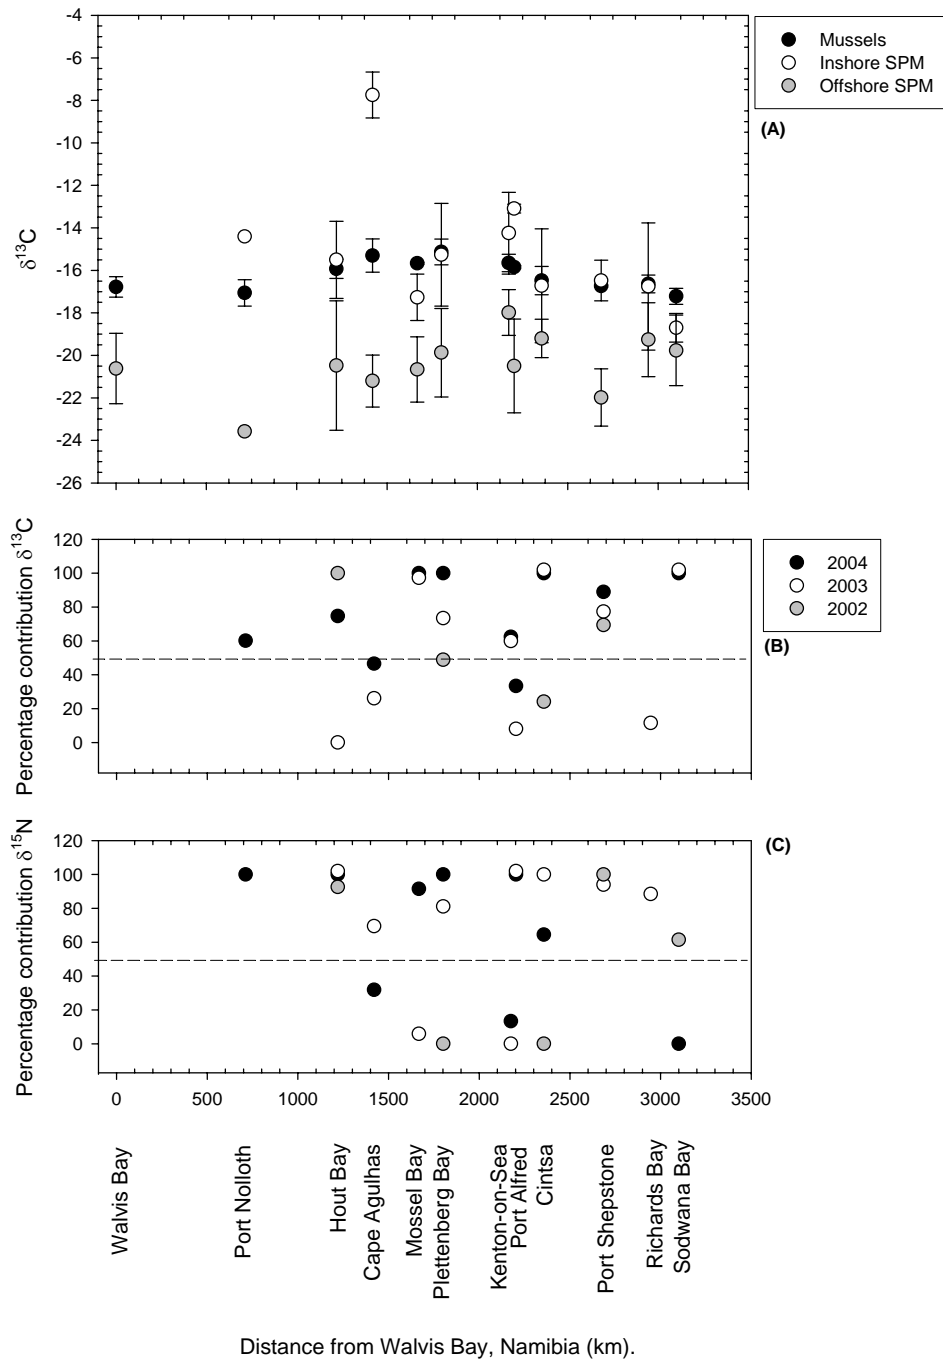 -4
-6
-8
-10
-12
-14
-16
-18
-20
-22
-24
-26
δ13C
Mussels
Inshore SPM
Offshore SPM
(A)
120
100
80
60
40
20
0
Percentage contribution δ13C
2004
2003
2002
(B)
120
100
80
60
40
20
0
Percentage contribution δ15N
(C)
0 500 1000 1500 2000 2500 3000 3500
Walvis Bay
Port Nolloth
Hout Bay
Cape Agulhas
Mossel Bay
Plettenberg Bay
Kenton-on-Sea
Port Alfred
Cintsa
Port Shepstone
Richards Bay
Sodwana Bay
Distance from Walvis Bay, Namibia (km).